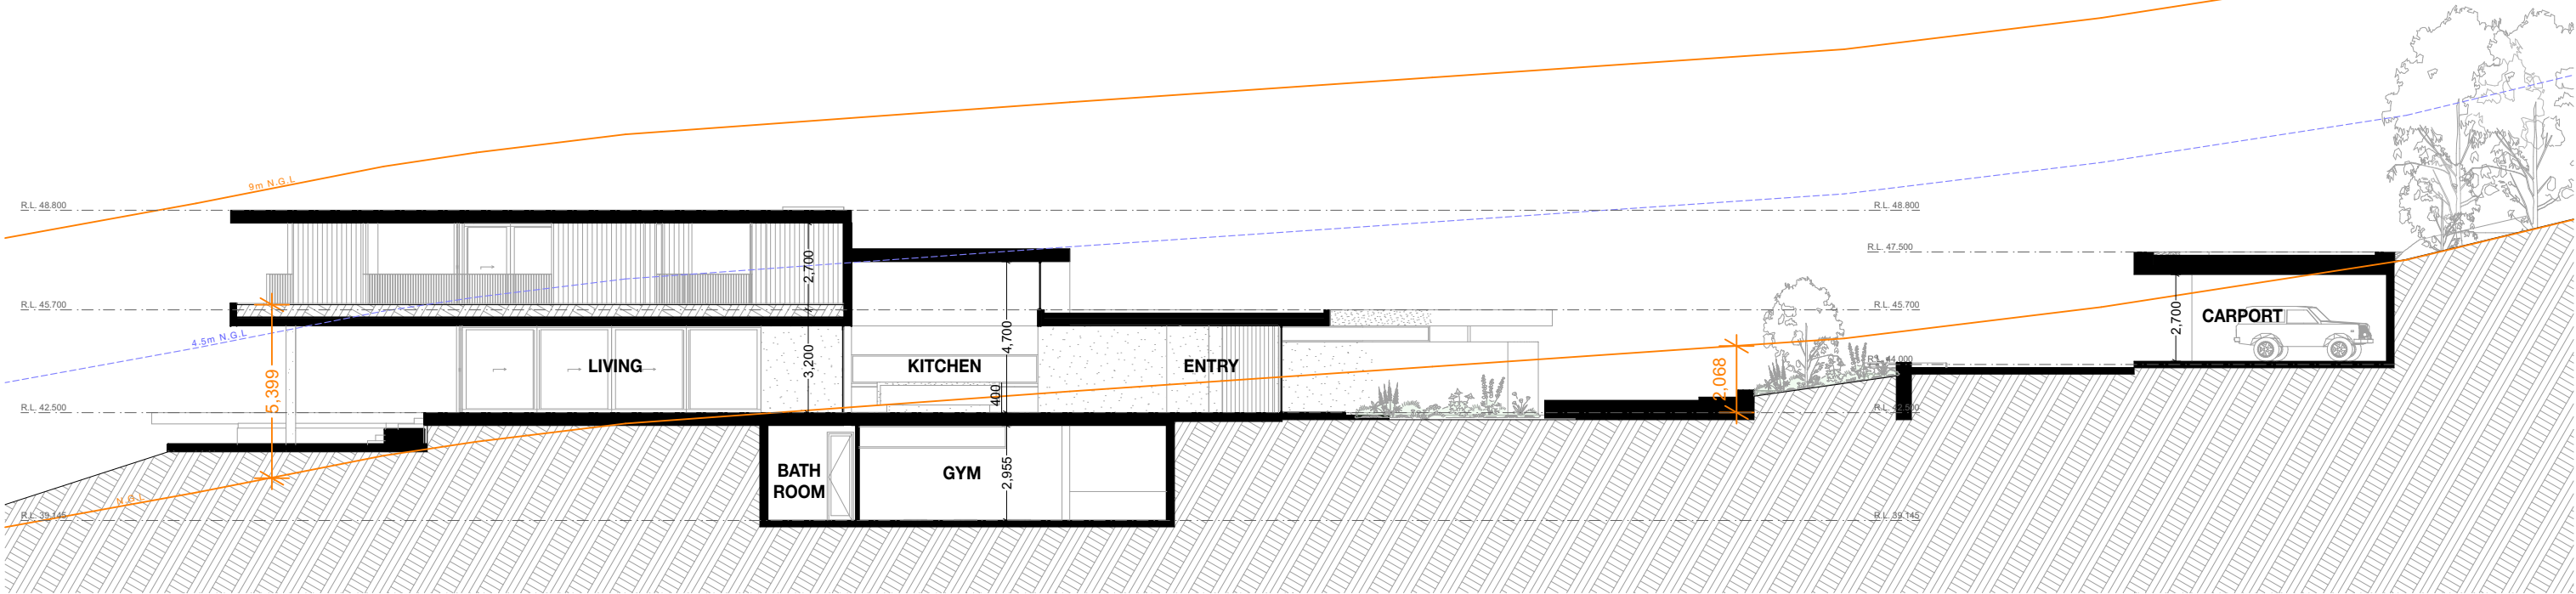 9m N.G.L
R.L. 48.800
R.L. 48.800
R.L. 47.500
2,700
4,700
R.L. 45.700
R.L. 45.700
2,700
CARPORT
4.5m N.G.L
5,399
LIVING
3,200
KITCHEN
400
ENTRY
2,068
R.L. 44.000
R.L. 42.500
R.L. 42.500
BATH
ROOM
GYM
2,955
N.G.L
R.L. 39.145
R.L. 39.145